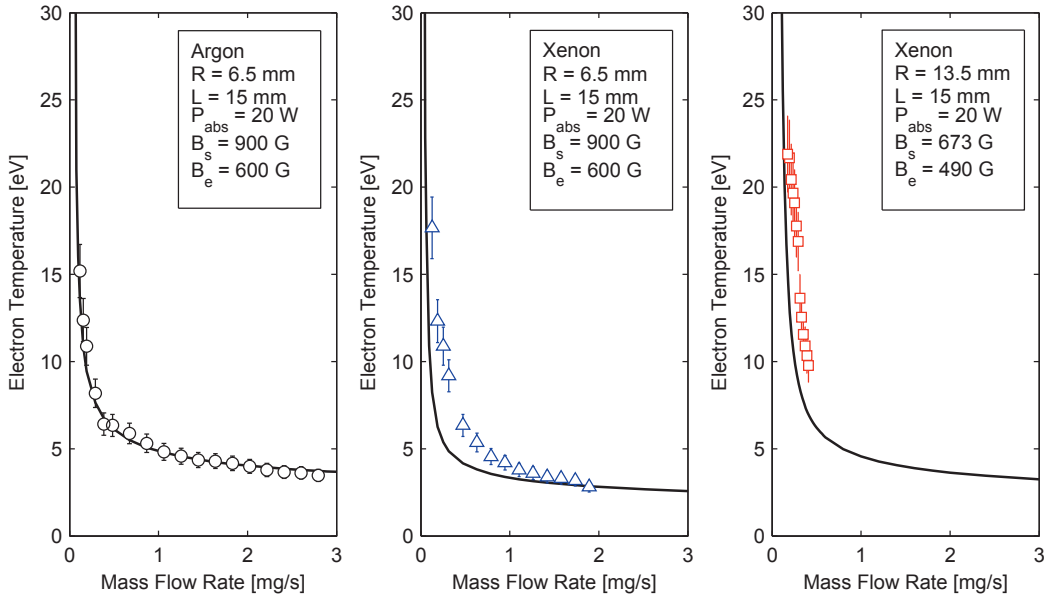 30
25
20
15
10
5
0
0
1
2
3
Electron Temperature [eV]
Mass Flow Rate [mg/s]
Argon
R = 6.5 mm
L = 15 mm
P_abs = 20 W
B_s = 900 G
B_e = 600 G
30
25
20
15
10
5
0
0
1
2
3
Electron Temperature [eV]
Mass Flow Rate [mg/s]
Xenon
R = 6.5 mm
L = 15 mm
P_abs = 20 W
B_s = 900 G
B_e = 600 G
30
25
20
15
10
5
0
0
1
2
3
Electron Temperature [eV]
Mass Flow Rate [mg/s]
Xenon
R = 13.5 mm
L = 15 mm
P_abs = 20 W
B_s = 673 G
B_e = 490 G